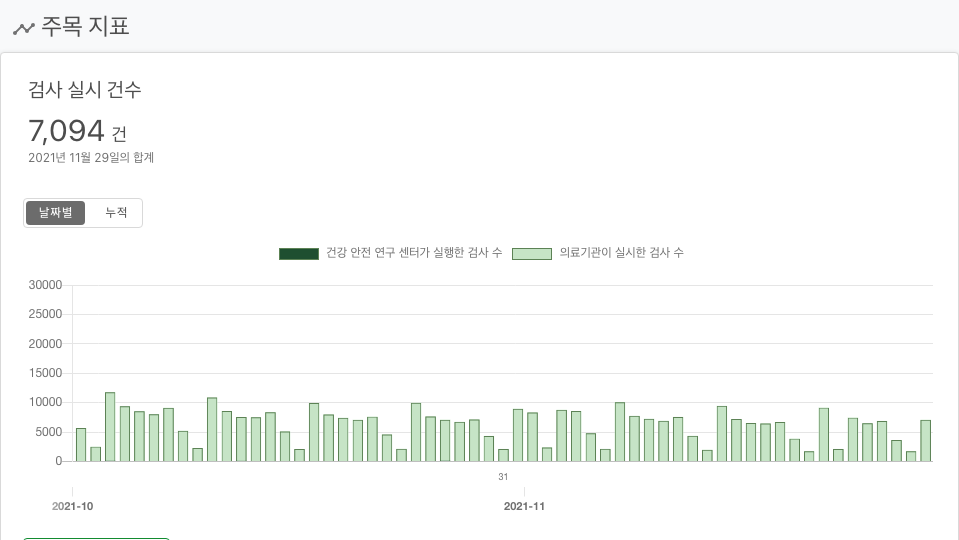 주목 지표
검사 실시 건수
7,094 건
2021년 11월 29일의 합계
날짜별 누적
건강 안전 연구 센터가 실행한 검사 수 의료기관이 실시한 검사 수
30000
25000
20000
15000
10000
5000
0
31
2021-10 2021-11